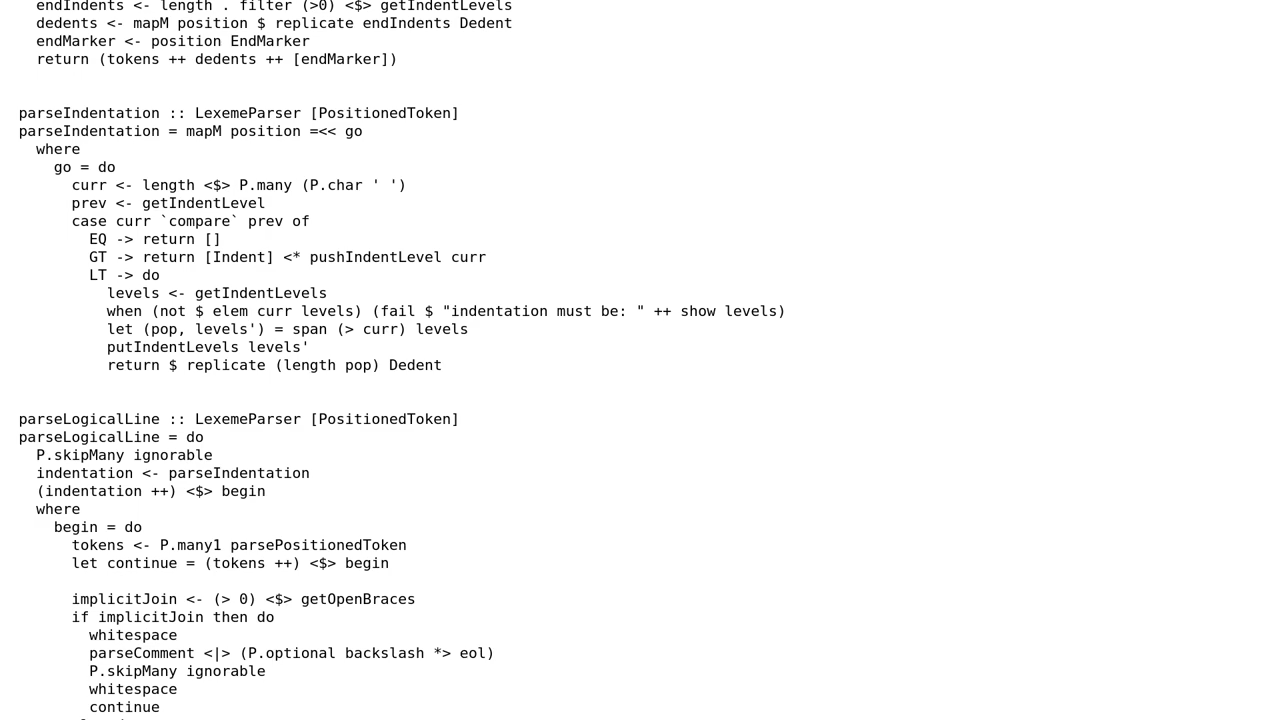 endIndents <- length . filter (>0) <$> getIndentLevels
dedents <- mapM position $ replicate endIndents Dedent
endMarker <- position EndMarker
return (tokens ++ dedents ++ [endMarker])
parseIndentation :: LexemeParser [PositionedToken]
parseIndentation = mapM position =<< go
where
go = do
curr <- length <$> P.many (P.char ' ')
prev <- getIndentLevel
case curr `compare` prev of
EQ -> return []
GT -> return [Indent] <* pushIndentLevel curr
LT -> do
levels <- getIndentLevels
when (not $ elem curr levels) (fail $ "indentation must be: " ++ show levels)
let (pop, levels') = span (> curr) levels
putIndentLevels levels'
return $ replicate (length pop) Dedent
parseLogicalLine :: LexemeParser [PositionedToken]
parseLogicalLine = do
P.skipMany ignorable
indentation <- parseIndentation
(indentation ++) <$> begin
where
begin = do
tokens <- P.many1 parsePositionedToken
let continue = (tokens ++) <$> begin
implicitJoin <- (> 0) <$> getOpenBraces
if implicitJoin then do
whitespace
parseComment <|> (P.optional backslash *> eol)
P.skipMany ignorable
whitespace
continue